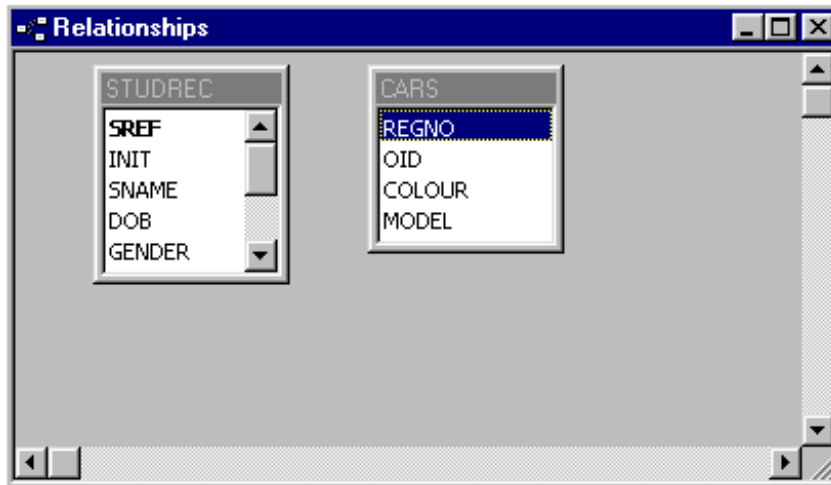 Relationships
STUDREC
SREF
INIT
SNAME
DOB
GENDER
CARS
REGNO
OID
COLOUR
MODEL